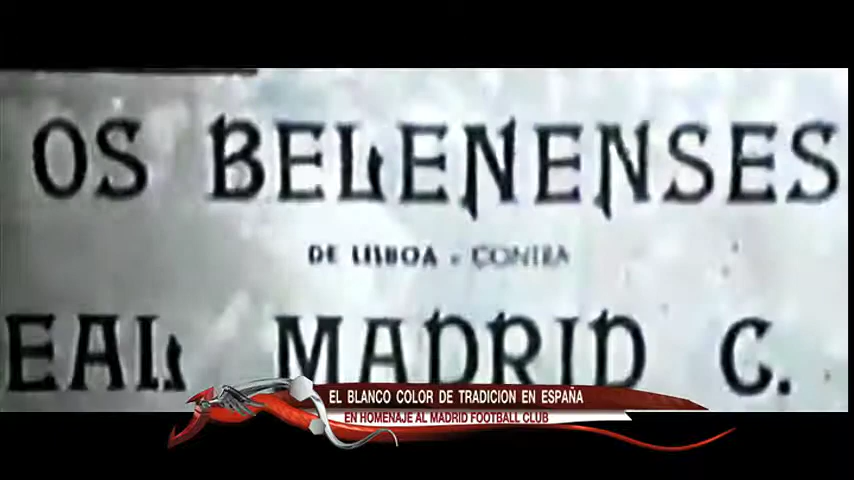 OS BELENENSES
DE LISBOA - CONTRA
EAL MADRID C.
EL BLANCO COLOR DE TRADICION EN ESPAÑA
EN HOMENAJE AL MADRID FOOTBALL CLUB